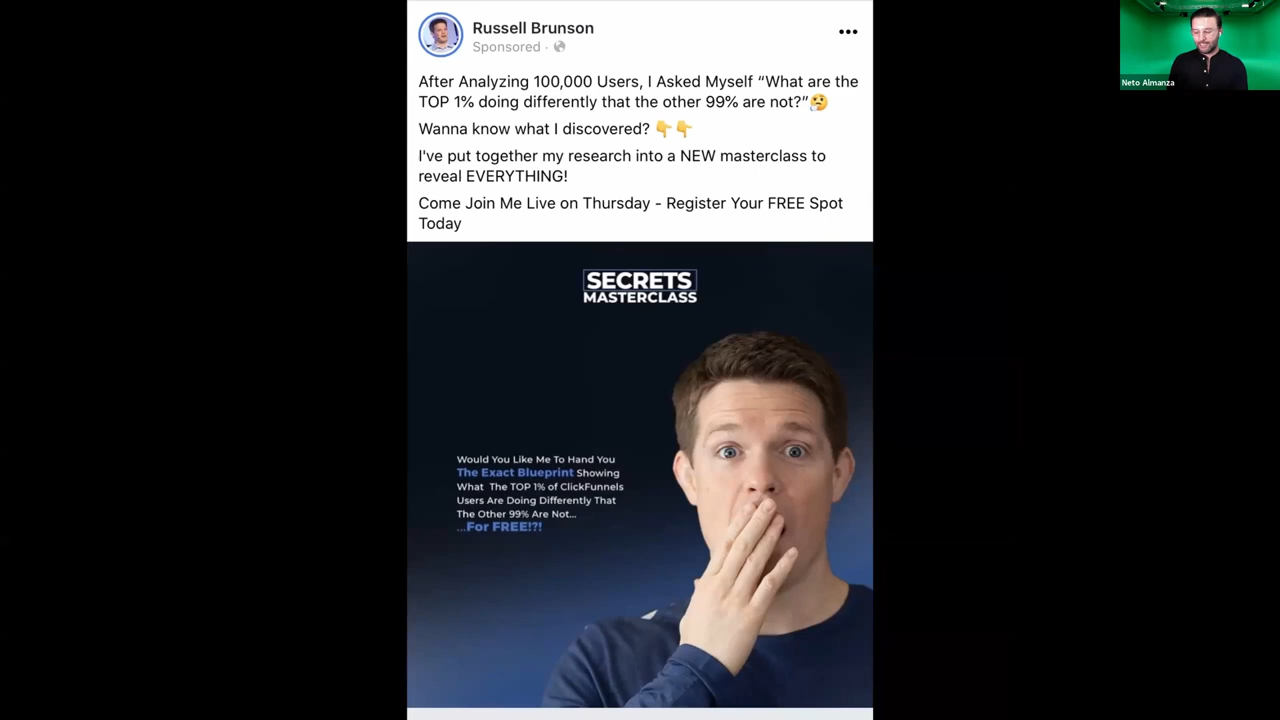 Russell Brunson
Sponsored ·
After Analyzing 100,000 Users, I Asked Myself “What are the
TOP 1% doing differently that the other 99% are not?”🤔
Wanna know what I discovered? 👇👇
I've put together my research into a NEW masterclass to
reveal EVERYTHING!
Come Join Me Live on Thursday - Register Your FREE Spot
Today
SECRETS
MASTERCLASS
Would You Like Me To Hand You
The Exact Blueprint Showing
What The TOP 1% of ClickFunnels
Users Are Doing Differently That
The Other 99% Are Not...
...For FREE!?!
Neto Almanza